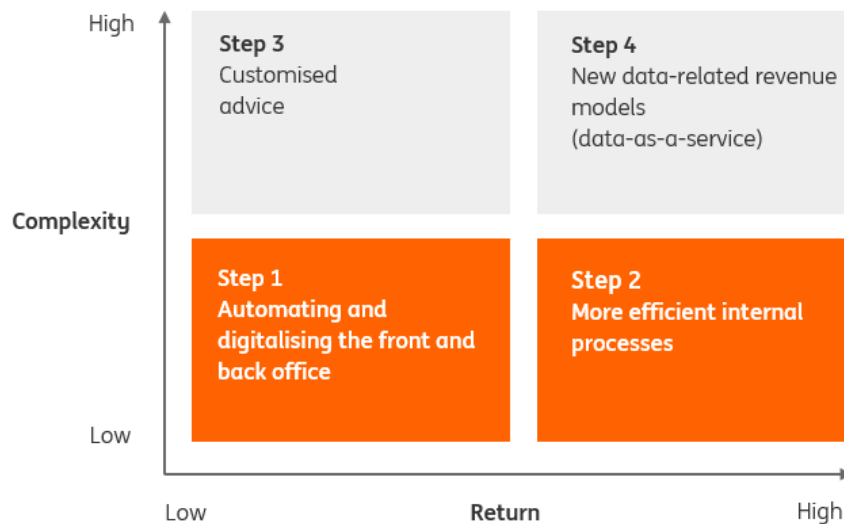 High
Step 3
Customised
advice
Step 4
New data-related revenue
models
(data-as-a-service)
Complexity
Step 1
Automating and
digitalising the front and
back office
Step 2
More efficient internal
processes
Low
Low
Return
High